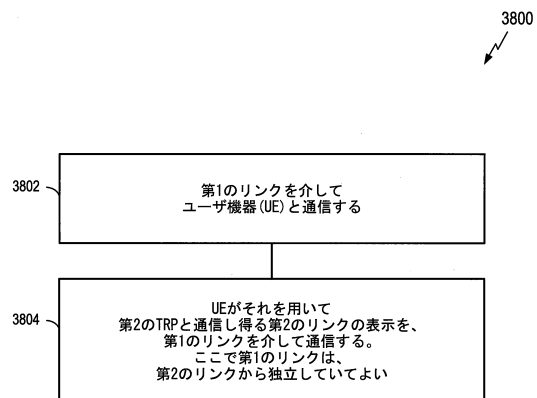 3800
3802
第1のリンクを介して
ユーザ機器(UE)と通信する
3804
UEがそれを用いて
第2のTRPと通信し得る第2のリンクの表示を、
第1のリンクを介して通信する。
ここで第1のリンクは、
第2のリンクから独立していてよい